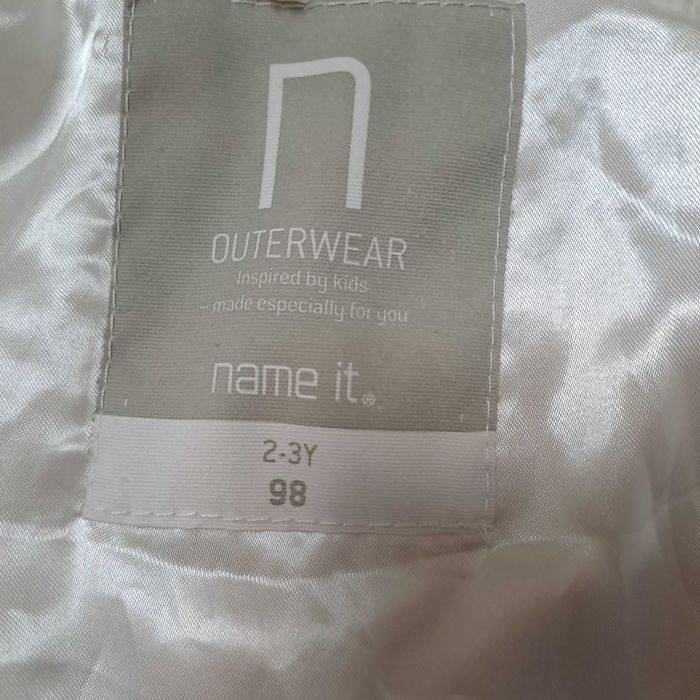 n
OUTERWEAR
Inspired by kids
– made especially for you
name it®
2-3Y
98